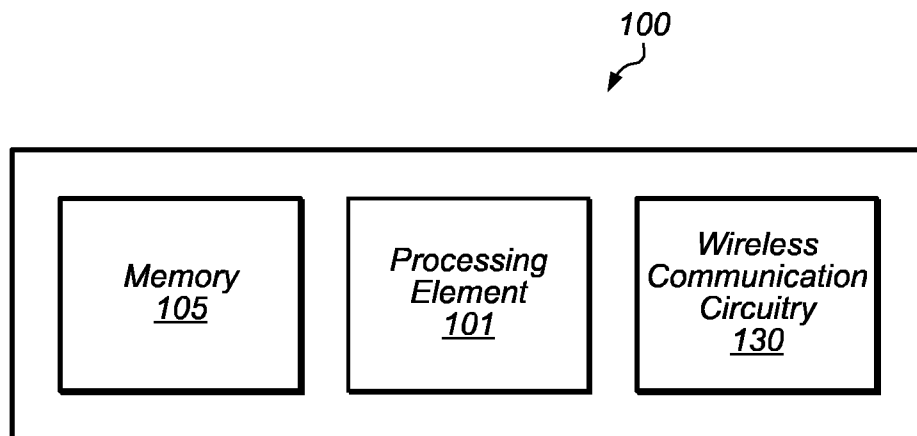 100
Memory
105
Processing
Element
101
Wireless
Communication
Circuitry
130